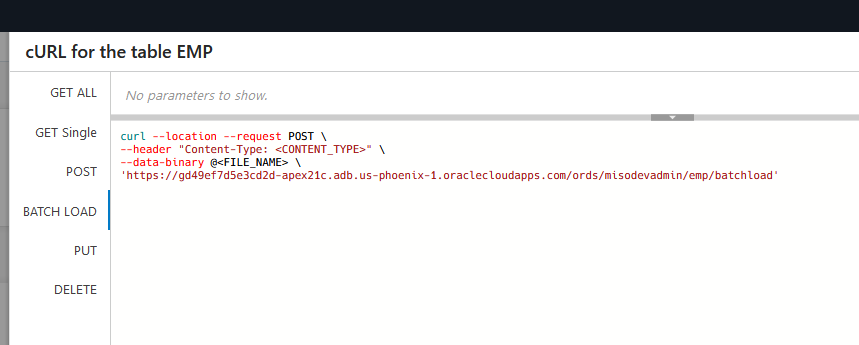 cURL for the table EMP
GET ALL
GET Single
POST
BATCH LOAD
PUT
DELETE
No parameters to show.
curl --location --request POST \
--header "Content-Type: <CONTENT_TYPE>" \
--data-binary @<FILE_NAME> \
'https://gd49ef7d5e3cd2d-apex21c.adb.us-phoenix-1.oraclecloudapps.com/ords/misodevadmin/emp/batchload'